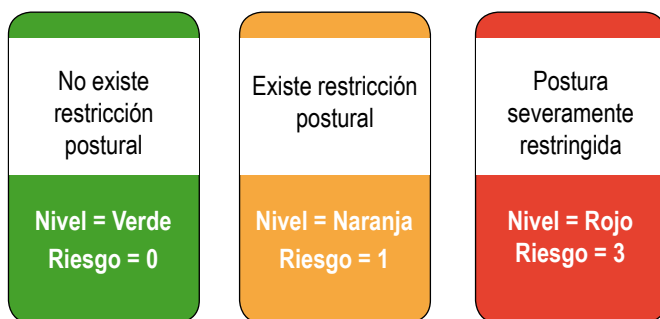 No existe
restricción
postural
Nivel = Verde
Riesgo = 0
Existe restricción
postural
Nivel = Naranja
Riesgo = 1
Postura
severamente
restringida
Nivel = Rojo
Riesgo = 3